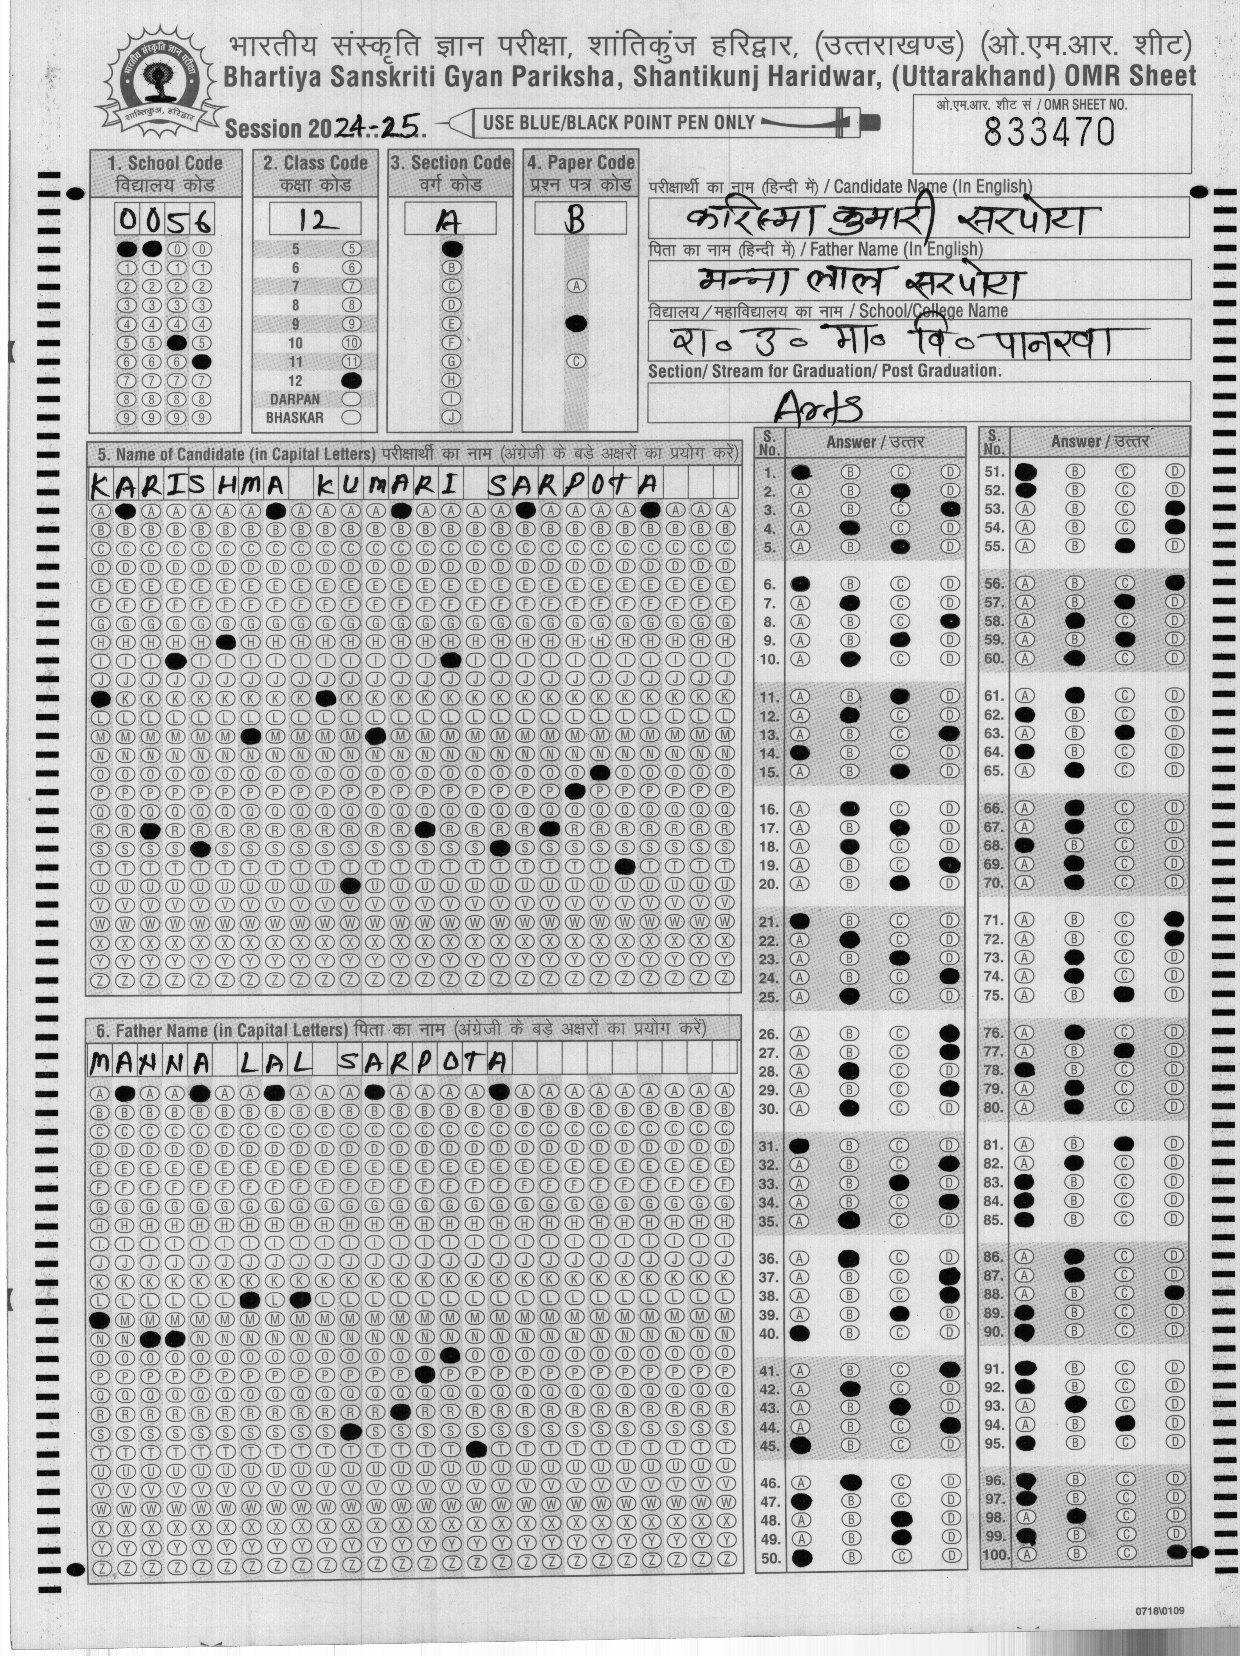 भारतीय संस्कृति ज्ञान परीक्षा, शांतिकुंज हरिद्वार, (उत्तराखण्ड) (ओ.एम.आर. शीट)
Bhartiya Sanskriti Gyan Pariksha, Shantikunj Haridwar, (Uttarakhand) OMR Sheet
Session 2024-25.
USE BLUE/BLACK POINT PEN ONLY
ओ.एम.आर. शीट सं / OMR SHEET NO.
833470
1. School Code
विद्यालय कोड
0056
2. Class Code
कक्षा कोड
12
3. Section Code
वर्ग कोड
A
4. Paper Code
प्रश्न पत्र कोड
B
5
6
7
8
9
10
11
12
DARPAN
BHASKAR
परीक्षार्थी का नाम (हिन्दी में) / Candidate Name (In English)
करिश्मा कुमारी सरपोटा
पिता का नाम (हिन्दी में) / Father Name (In English)
मन्ना लाल सरपोटा
विद्यालय/महाविद्यालय का नाम / School/College Name
रा० उ० मा० वि० पानरवा
Section/ Stream for Graduation/ Post Graduation.
Arts
5. Name of Candidate (in Capital Letters) परीक्षार्थी का नाम (अंग्रेजी के बड़े अक्षरों का प्रयोग करें)
KARISHMA KUMARI SARPOTA
6. Father Name (in Capital Letters) पिता का नाम (अंग्रेजी के बड़े अक्षरों का प्रयोग करें)
MANNA LAL SARPOTA
S. No. Answer / उत्तर
S. No. Answer / उत्तर
0718\0109